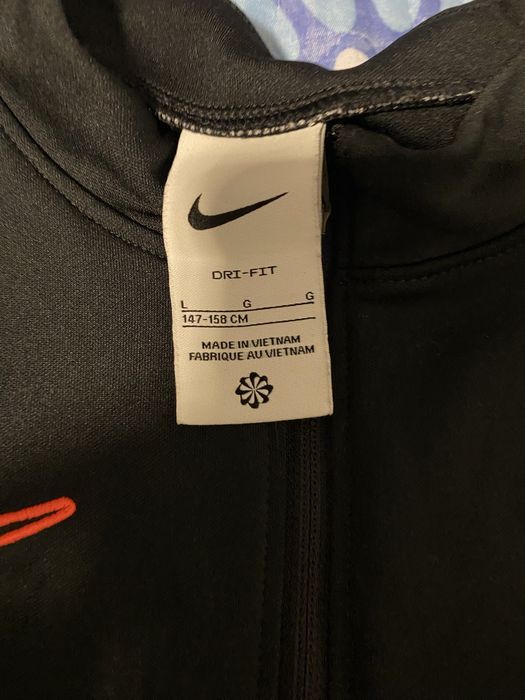 DRI-FIT
L G G
147-158 CM
MADE IN VIETNAM
FABRIQUE AU VIETNAM